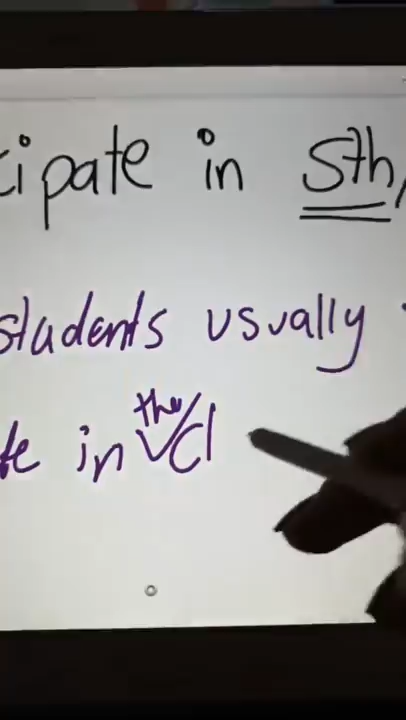 cipate in Sth,
students usually
te in the cl